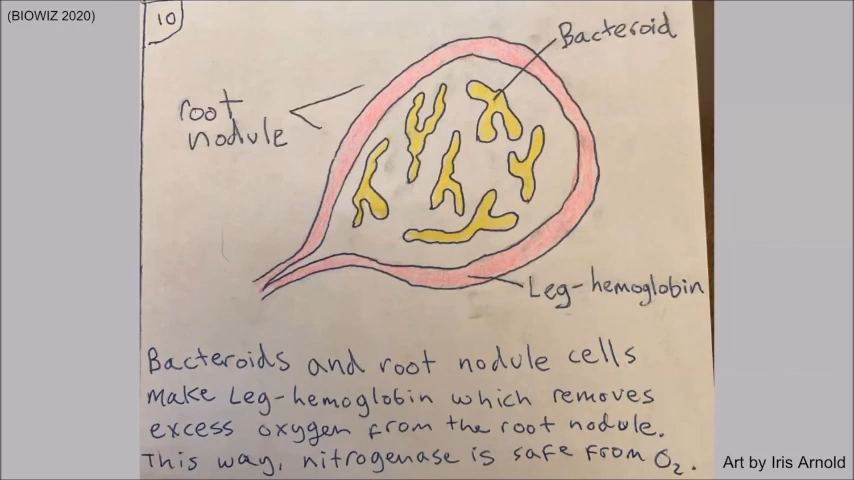 (BIOWIZ 2020)
10
Bacteroid
root
nodule
Leg-hemoglobin
Bacteroids and root nodule cells
make Leg-hemoglobin which removes
excess oxygen from the root nodule.
This way, nitrogenase is safe from O2.
Art by Iris Arnold